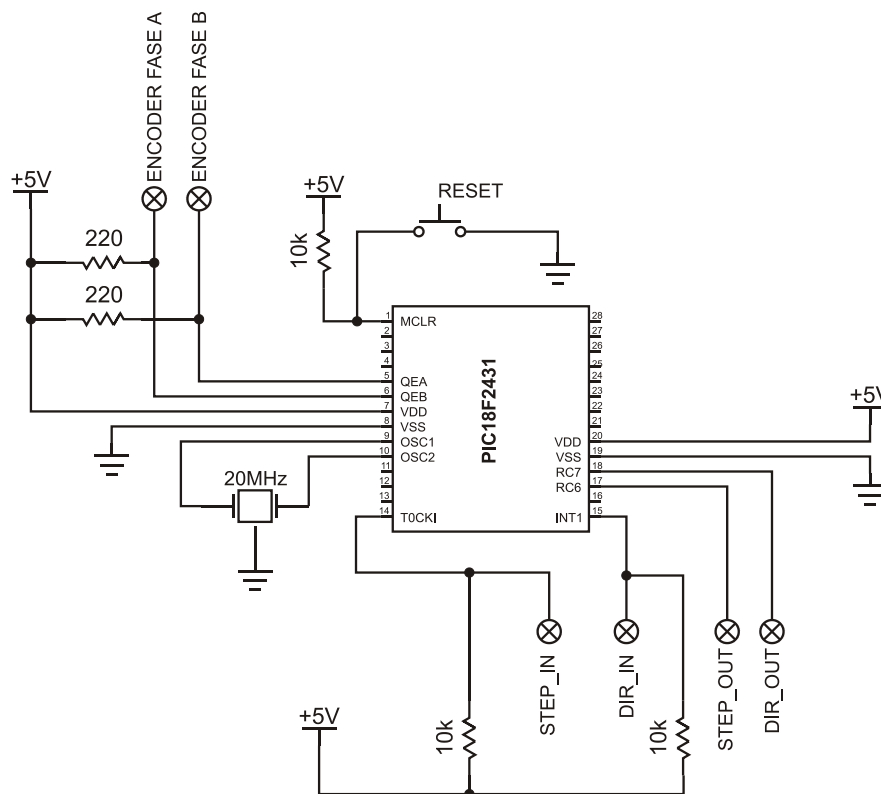 ENCODER FASE A
ENCODER FASE B
+5V
220
220
+5V
10k
RESET
PIC18F2431
1 MCLR
2
3
4
5 QEA
6 QEB
7 VDD
8 VSS
9 OSC1
10 OSC2
11
12
13
14 T0CKI
28
27
26
25
24
23
22
21
VDD 20
VSS 19
RC7 18
RC6 17
16
INT1 15
+5V
20MHz
STEP_IN
DIR_IN
STEP_OUT
DIR_OUT
+5V
10k
10k